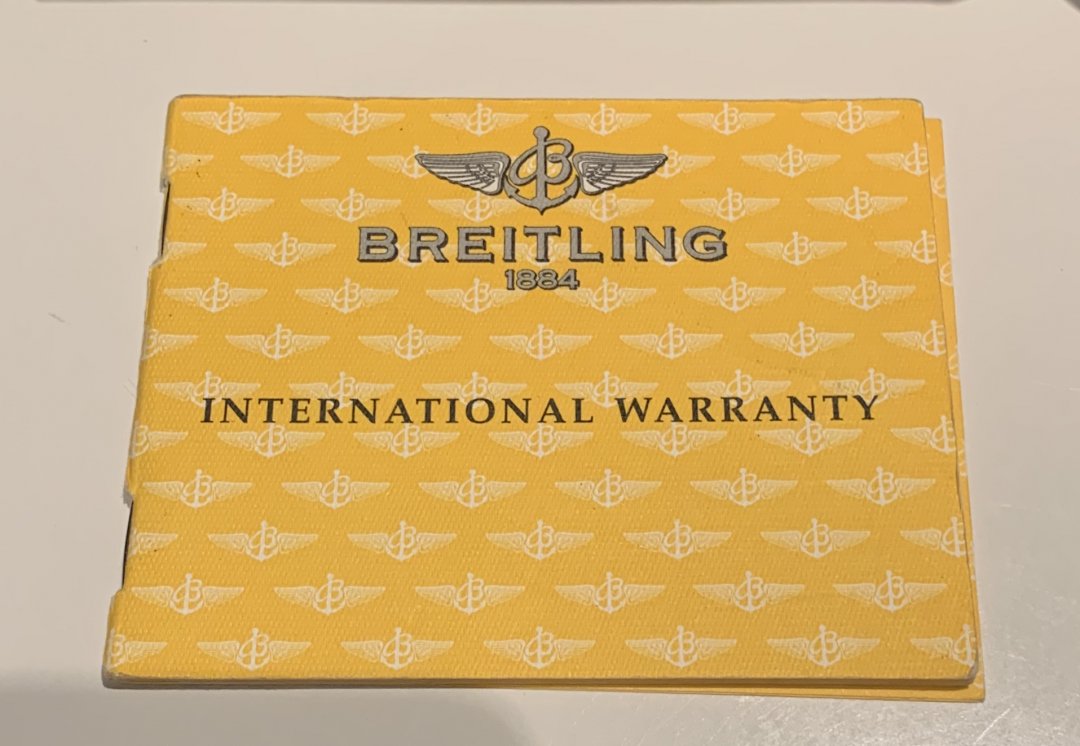 BREITLING
1884
INTERNATIONAL WARRANTY